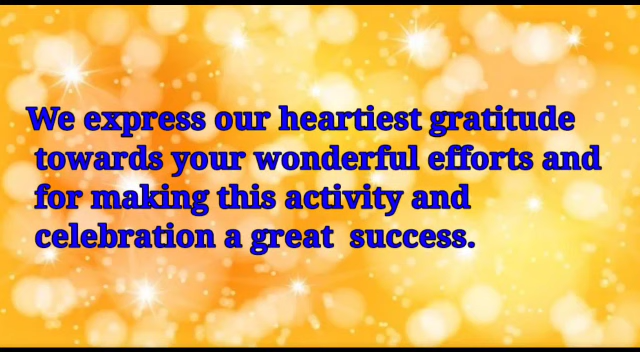 We express our heartiest gratitude
towards your wonderful efforts and
for making this activity and
celebration a great  success.